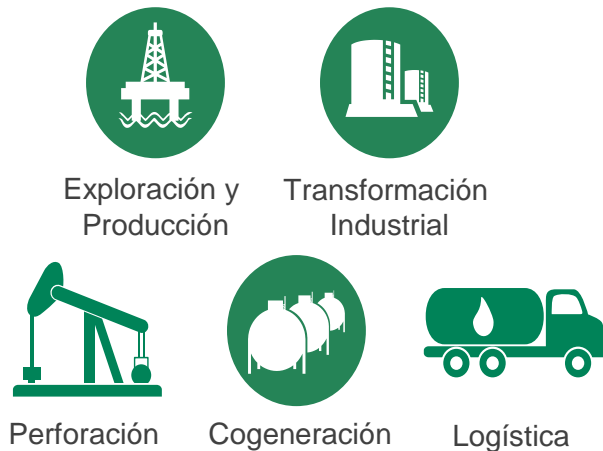 Exploración y
Producción
Transformación
Industrial
Perforación
Cogeneración
Logística